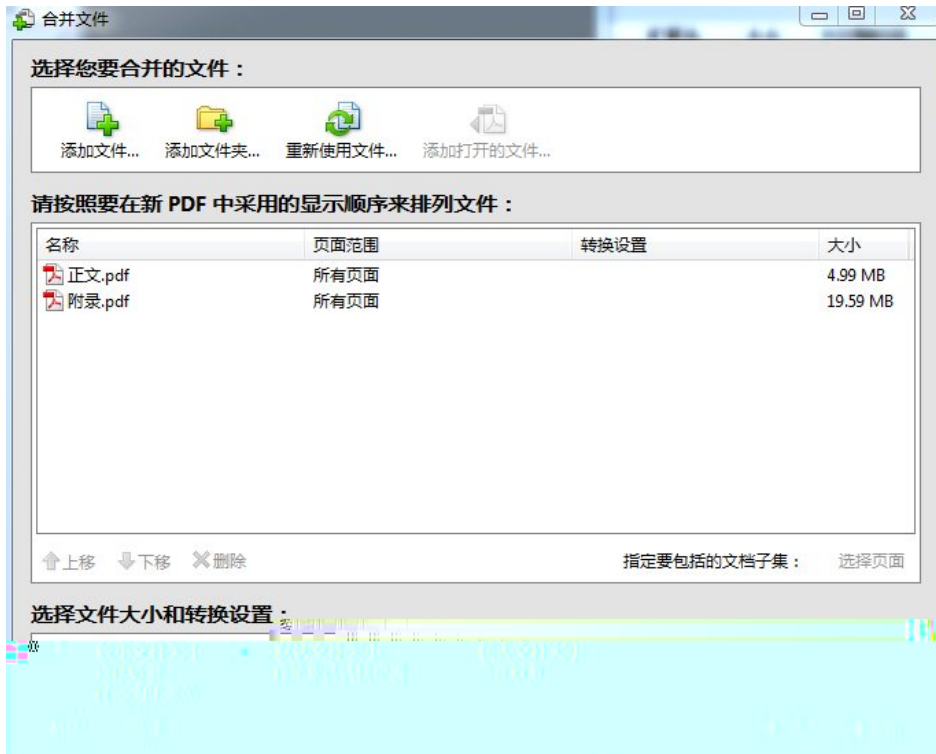 合并文件
选择您要合并的文件：
添加文件... 添加文件夹... 重新使用文件... 添加打开的文件...
请按照要在新 PDF 中采用的显示顺序来排列文件：
名称 页面范围 转换设置 大小
正文.pdf 所有页面 4.99 MB
附录.pdf 所有页面 19.59 MB
上移 下移 删除 指定要包括的文档子集： 选择页面
选择文件大小和转换设置：